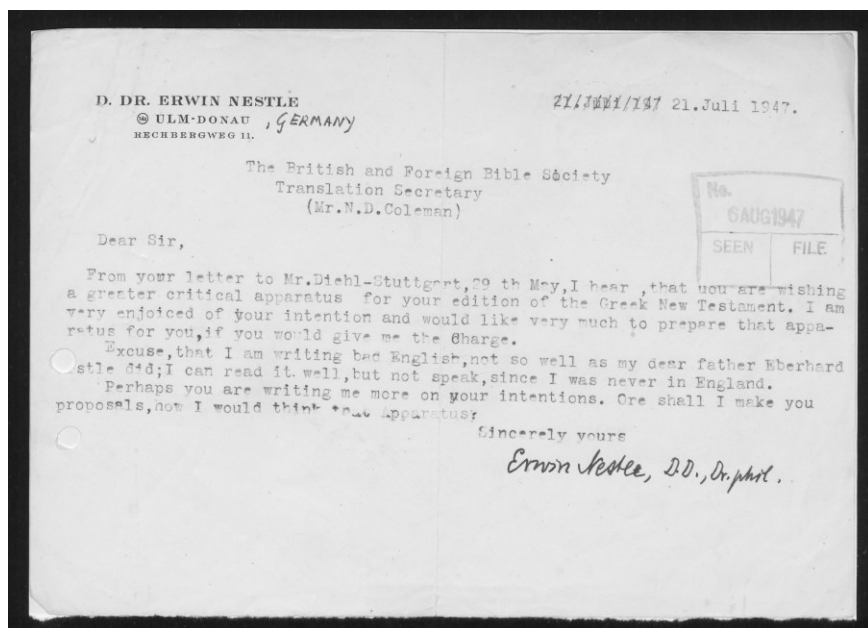 D. DR. ERWIN NESTLE
ULM-DONAU , GERMANY
HECHBERGWEG 11.
21.Juli 1947.
The British and Foreign Bible Society
Translation Secretary
(Mr.N.D.Coleman)
No.
6AUG1947
SEEN FILE
Dear Sir,
From your letter to Mr.Diehl-Stuttgart,29 th May,I hear ,that uou are wishing
a greater critical apparatus for your edition of the Greek New Testament. I am
very enjoiced of your intention and would like very much to prepare that appa-
ratus for you,if you would give me the Charge.
Excuse,that I am writing bad English,not so well as my dear father Eberhard
stle did;I can read it well,but not speak,since I was never in England.
Perhaps you are writing me more on your intentions. Ore shall I make you
proposals,how I would think that Apparatus?
Sincerely yours
Erwin Nestle, D.D., Dr.phil.